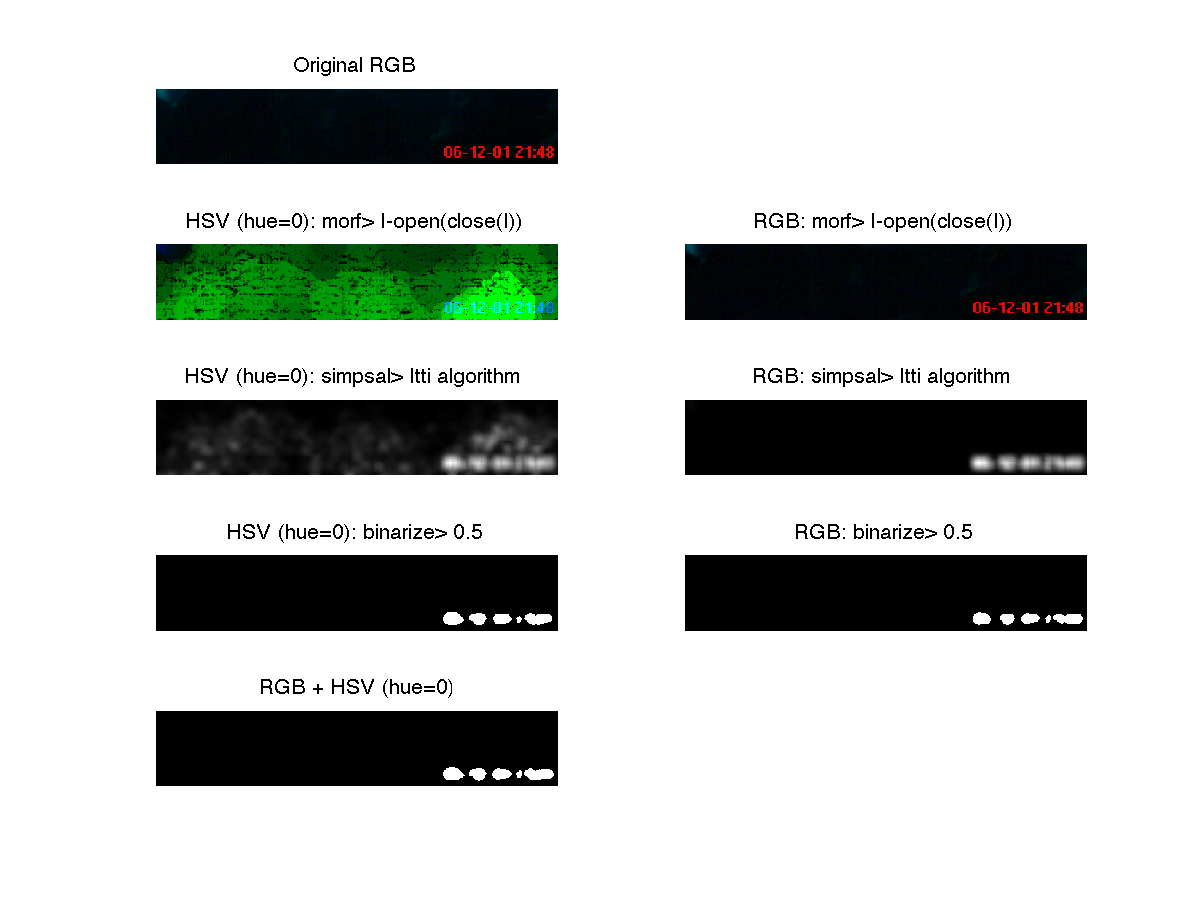 Original RGB
06-12-01 21:48
HSV (hue=0): morf> I-open(close(I))
RGB: morf> I-open(close(I))
06-12-01 21:48
06-12-01 21:48
HSV (hue=0): simpsal> Itti algorithm
RGB: simpsal> Itti algorithm
HSV (hue=0): binarize> 0.5
RGB: binarize> 0.5
RGB + HSV (hue=0)